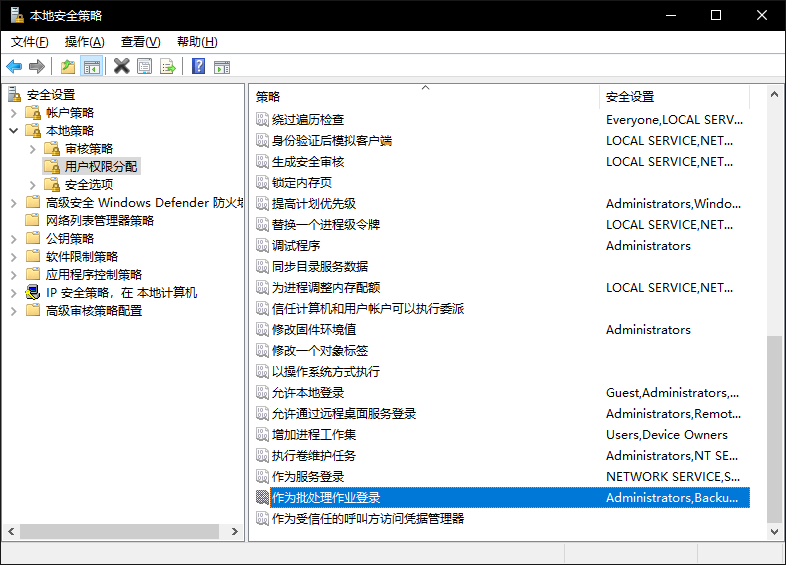 本地安全策略
文件(F) 操作(A) 查看(V) 帮助(H)
安全设置
帐户策略
本地策略
审核策略
用户权限分配
安全选项
高级安全 Windows Defender 防火墙
网络列表管理器策略
公钥策略
软件限制策略
应用程序控制策略
IP 安全策略，在 本地计算机
高级审核策略配置
策略 安全设置
绕过遍历检查 Everyone,LOCAL SERV...
身份验证后模拟客户端 LOCAL SERVICE,NET...
生成安全审核 LOCAL SERVICE,NET...
锁定内存页
提高计划优先级 Administrators,Windo...
替换一个进程级令牌 LOCAL SERVICE,NET...
调试程序 Administrators
同步目录服务数据
为进程调整内存配额 LOCAL SERVICE,NET...
信任计算机和用户帐户可以执行委派
修改固件环境值 Administrators
修改一个对象标签
以操作系统方式执行
允许本地登录 Guest,Administrators,...
允许通过远程桌面服务登录 Administrators,Remot...
增加进程工作集 Users,Device Owners
执行卷维护任务 Administrators,NT SE...
作为服务登录 NETWORK SERVICE,S...
作为批处理作业登录 Administrators,Backu...
作为受信任的呼叫方访问凭据管理器